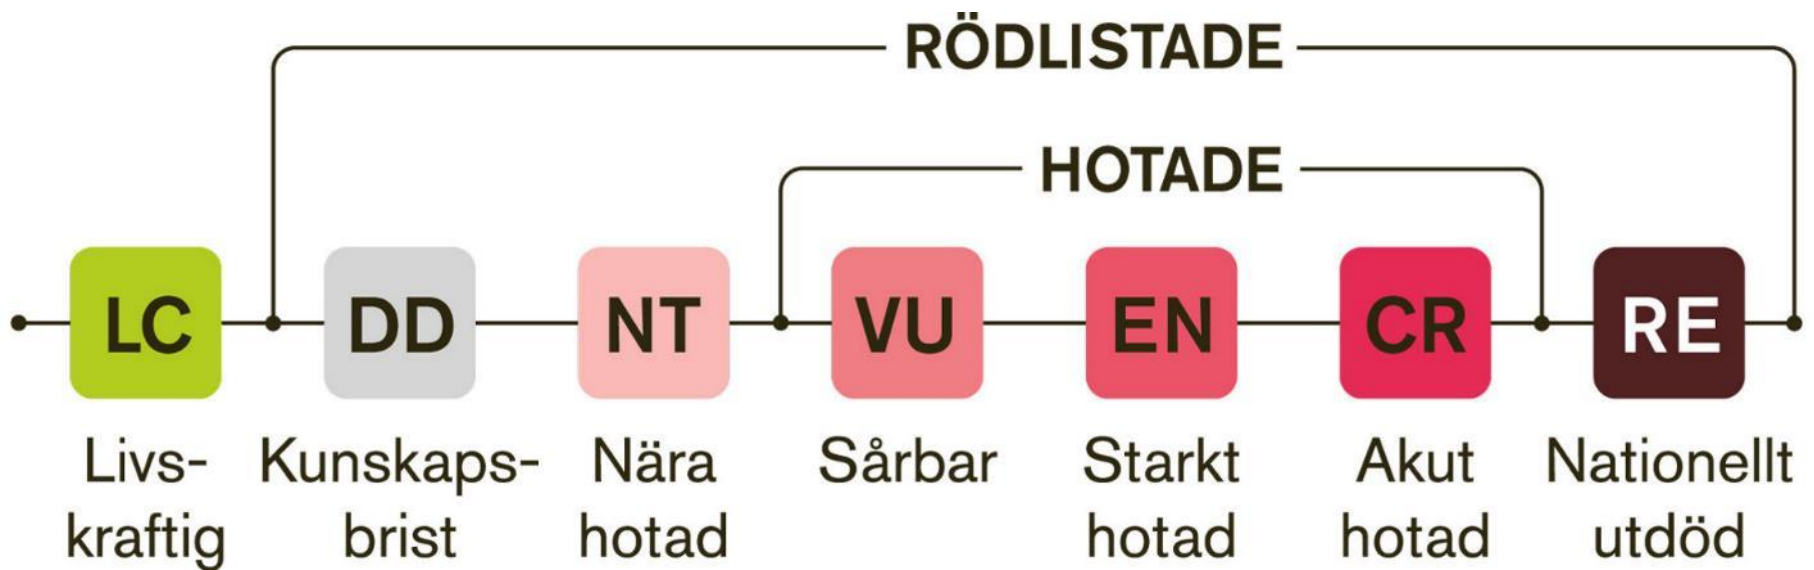 RÖDLISTADE
HOTADE
LC DD NT VU EN CR RE
Livs- Kunskaps- Nära Sårbar Starkt Akut Nationellt
kraftig brist hotad hotad hotad utdöd